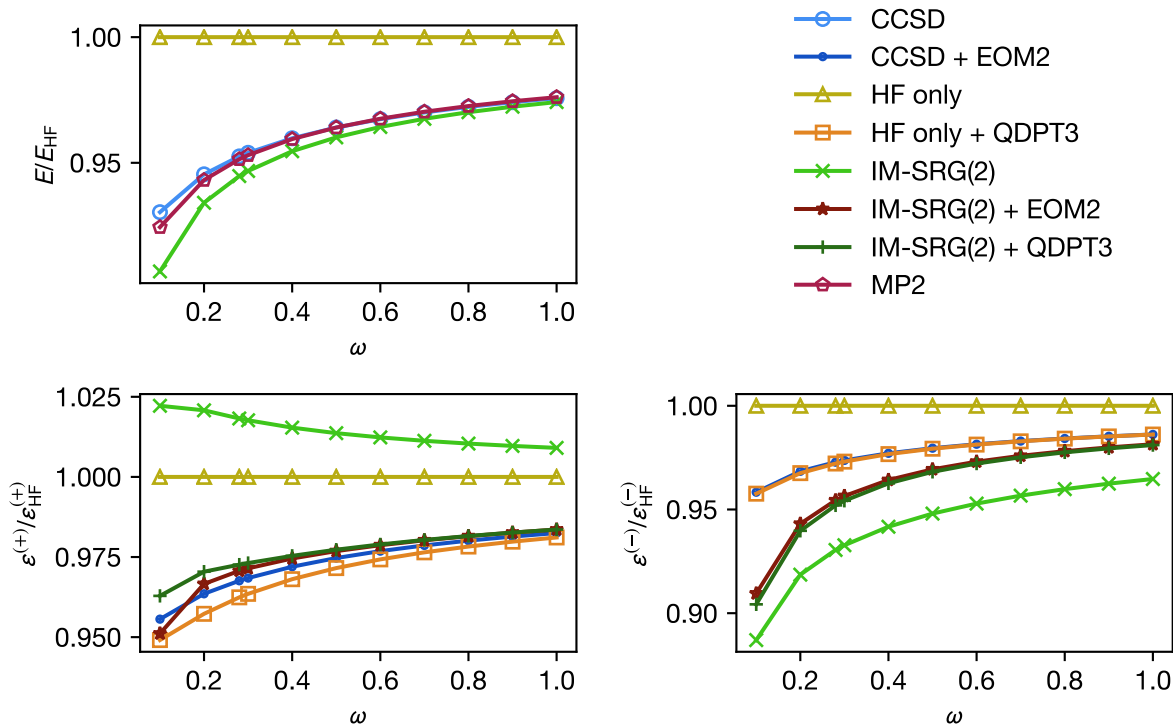 1.00
0.95
E/E_HF
0.2 0.4 0.6 0.8 1.0
ω
CCSD
CCSD + EOM2
HF only
HF only + QDPT3
IM-SRG(2)
IM-SRG(2) + EOM2
IM-SRG(2) + QDPT3
MP2
1.025
1.000
0.975
0.950
ε^(+)/ε_HF^(+)
0.2 0.4 0.6 0.8 1.0
ω
1.00
0.95
0.90
ε^(−)/ε_HF^(−)
0.2 0.4 0.6 0.8 1.0
ω